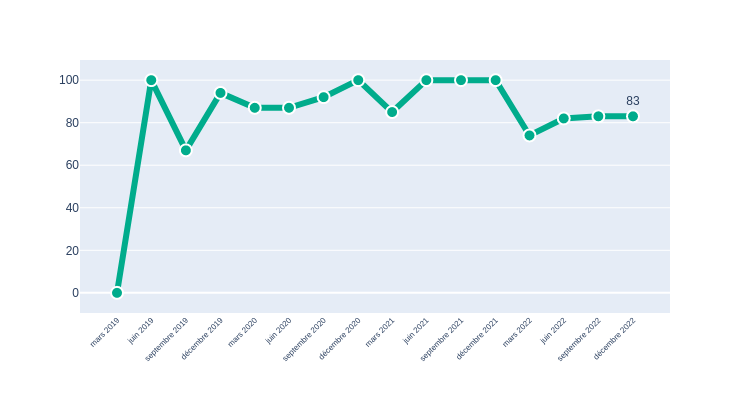 100
80
60
40
20
0
83
mars 2019
juin 2019
septembre 2019
décembre 2019
mars 2020
juin 2020
septembre 2020
décembre 2020
mars 2021
juin 2021
septembre 2021
décembre 2021
mars 2022
juin 2022
septembre 2022
décembre 2022